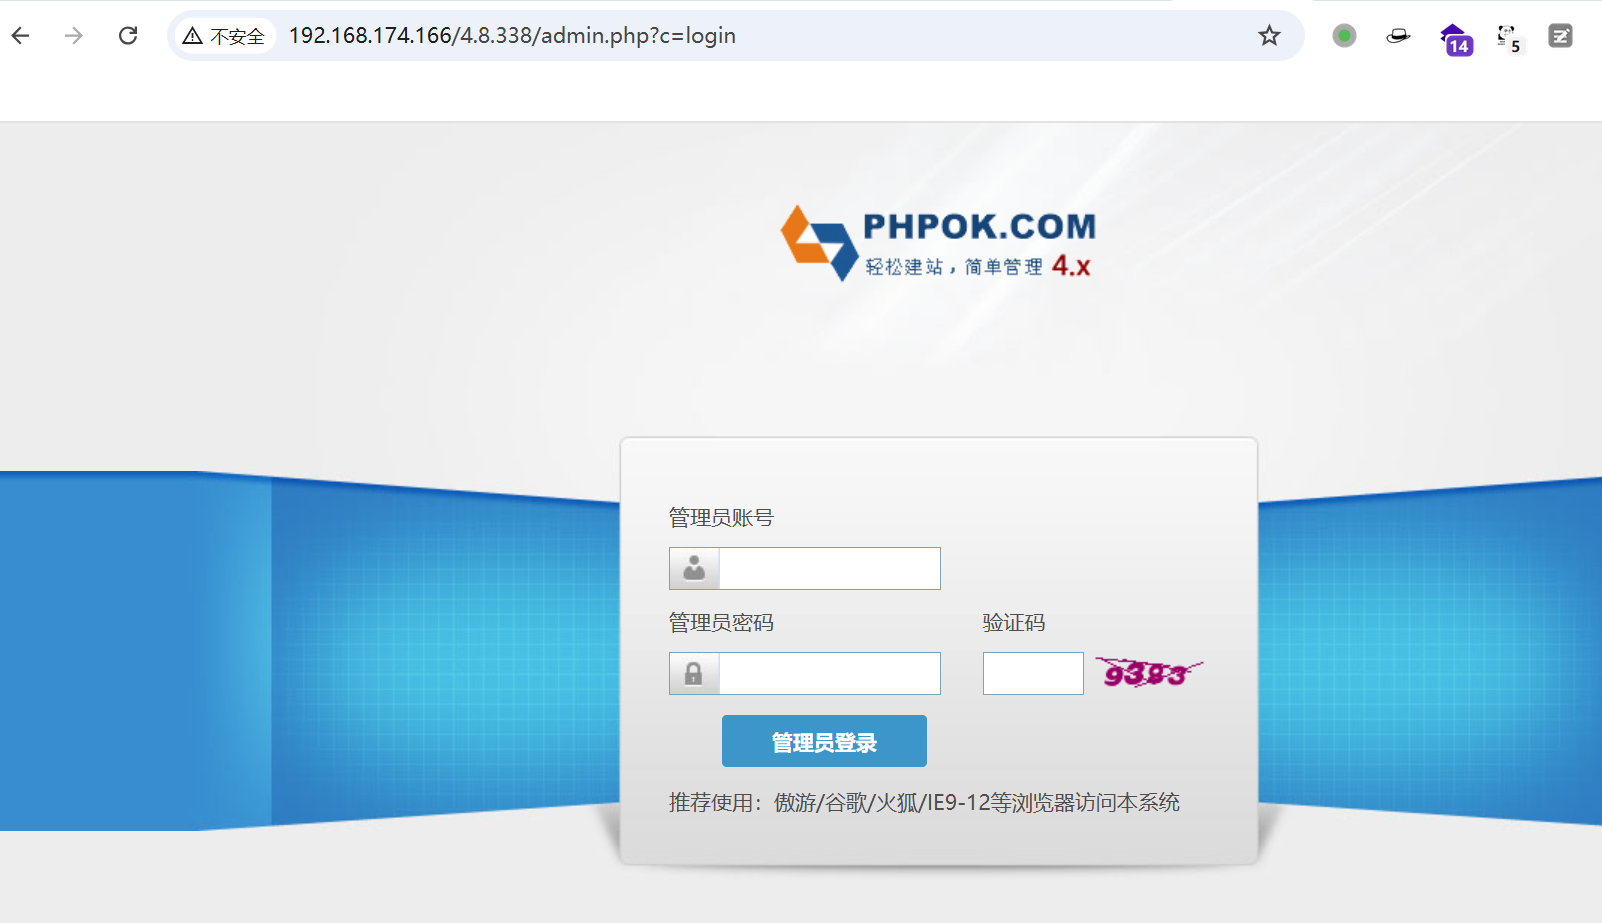 不安全 192.168.174.166/4.8.338/admin.php?c=login
14
5
PHPOK.COM
轻松建站，简单管理 4.x
管理员账号
管理员密码 验证码
9383
管理员登录
推荐使用：傲游/谷歌/火狐/IE9-12等浏览器访问本系统